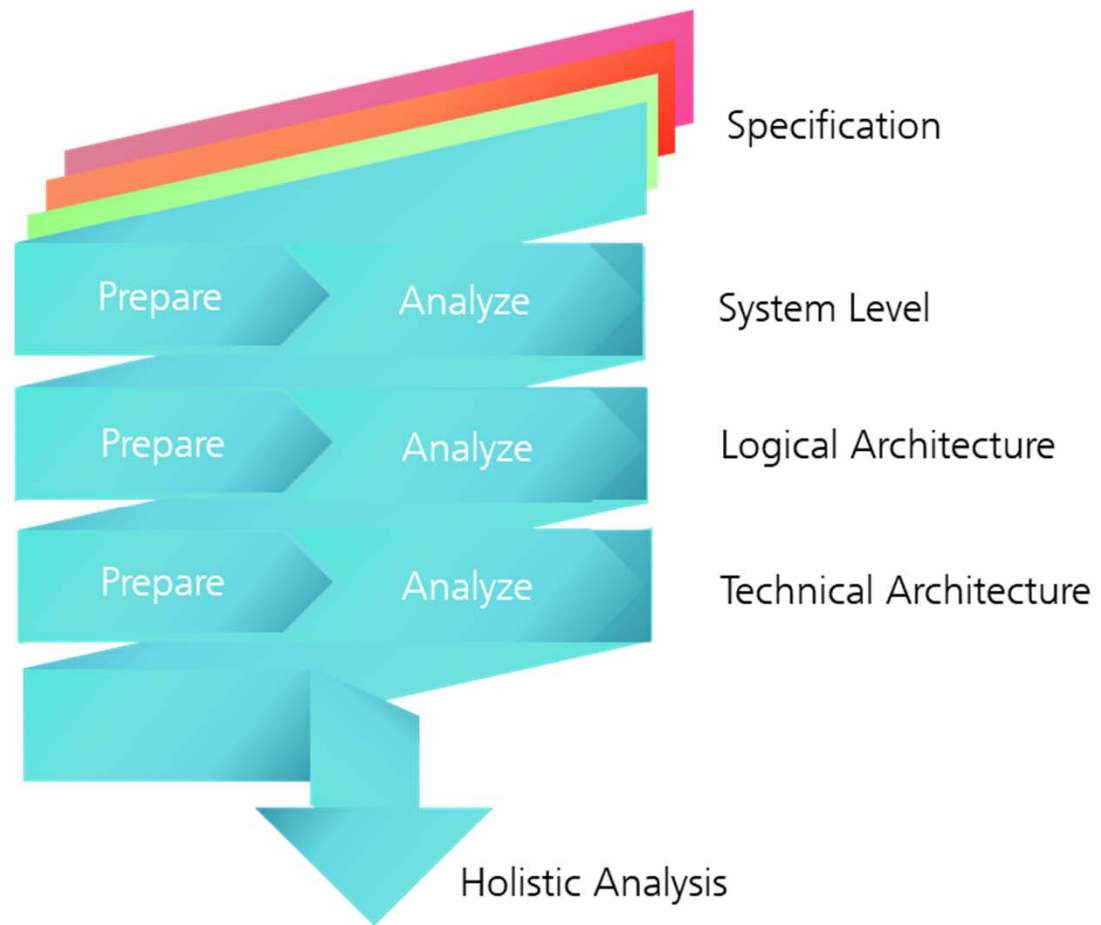 Specification
Prepare Analyze System Level
Prepare Analyze Logical Architecture
Prepare Analyze Technical Architecture
Holistic Analysis